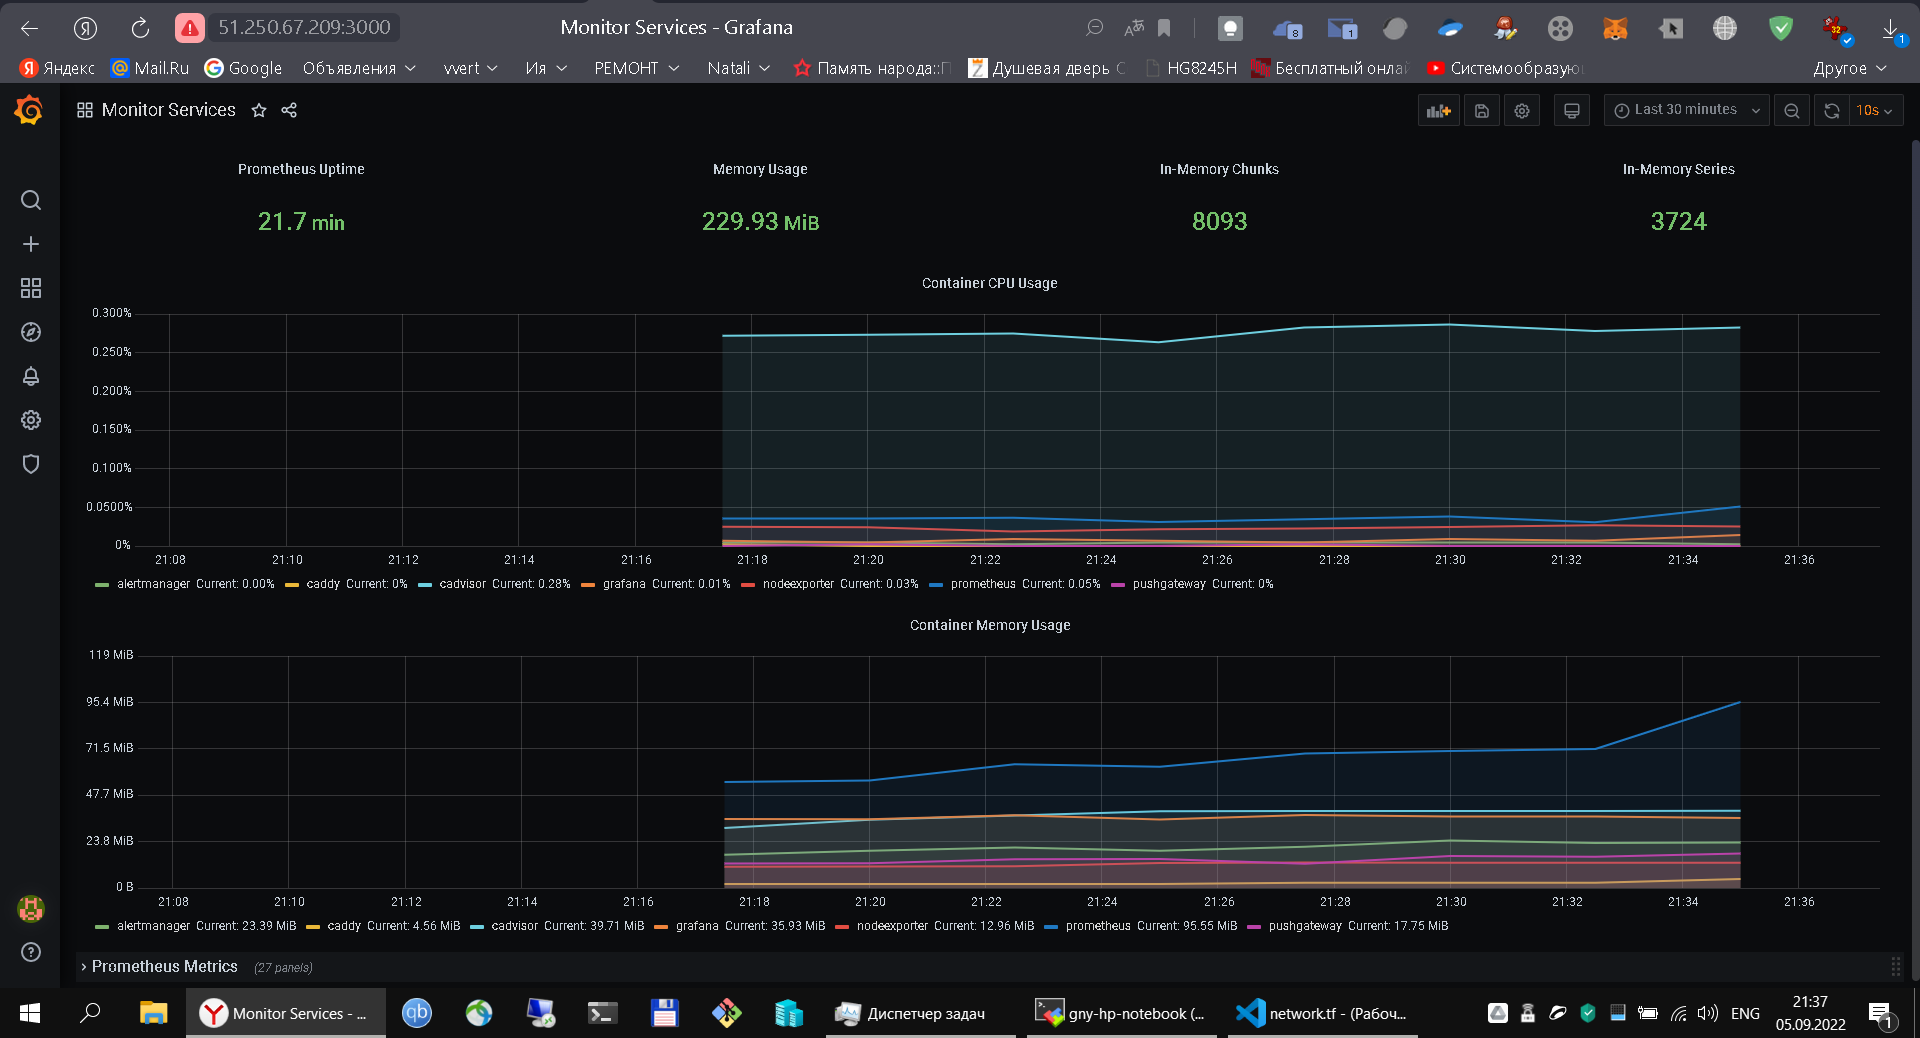 51.250.67.209:3000
Monitor Services - Grafana
8
1
32
1
Яндекс
Mail.Ru
Google
Объявления
vvert
Ия
РЕМОНТ
Natali
Память народа::П
Душевая дверь С
HG8245H
Бесплатный онлай
Системообразую
Другое
Monitor Services
Last 30 minutes
10s
Prometheus Uptime
Memory Usage
In-Memory Chunks
In-Memory Series
21.7 min
229.93 MiB
8093
3724
Container CPU Usage
0.300%
0.250%
0.200%
0.150%
0.100%
0.0500%
0%
21:08 21:10 21:12 21:14 21:16 21:18 21:20 21:22 21:24 21:26 21:28 21:30 21:32 21:34 21:36
alertmanager Current: 0.00% caddy Current: 0% cadvisor Current: 0.28% grafana Current: 0.01% nodeexporter Current: 0.03% prometheus Current: 0.05% pushgateway Current: 0%
Container Memory Usage
119 MiB
95.4 MiB
71.5 MiB
47.7 MiB
23.8 MiB
0 B
21:08 21:10 21:12 21:14 21:16 21:18 21:20 21:22 21:24 21:26 21:28 21:30 21:32 21:34 21:36
alertmanager Current: 23.39 MiB caddy Current: 4.56 MiB cadvisor Current: 39.71 MiB grafana Current: 35.93 MiB nodeexporter Current: 12.96 MiB prometheus Current: 95.55 MiB pushgateway Current: 17.75 MiB
Prometheus Metrics (27 panels)
Monitor Services - ...
qb
Диспетчер задач
gny-hp-notebook (...
network.tf - (Рабоч...
ENG
21:37
05.09.2022
1